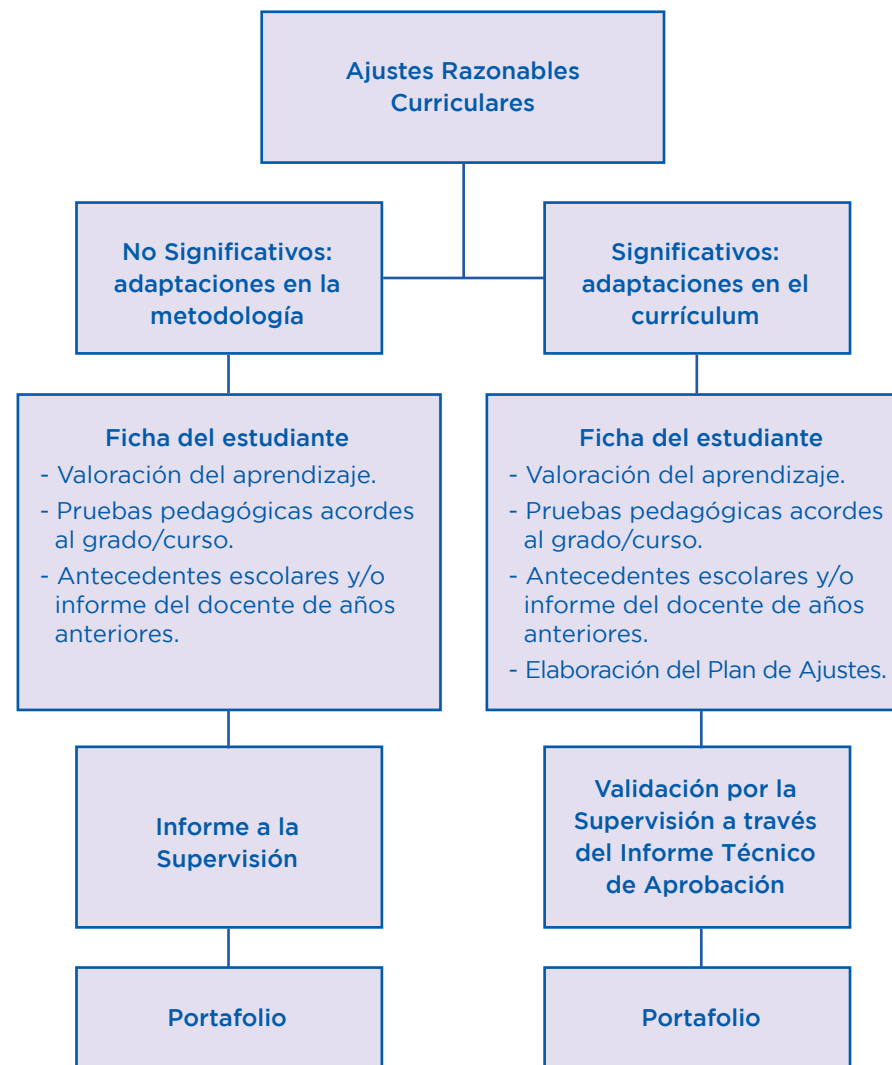 Ajustes Razonables
Curriculares
No Significativos:
adaptaciones en la
metodología
Significativos:
adaptaciones en el
currículum
Ficha del estudiante
- Valoración del aprendizaje.
- Pruebas pedagógicas acordes
al grado/curso.
- Antecedentes escolares y/o
informe del docente de años
anteriores.
Ficha del estudiante
- Valoración del aprendizaje.
- Pruebas pedagógicas acordes
al grado/curso.
- Antecedentes escolares y/o
informe del docente de años
anteriores.
- Elaboración del Plan de Ajustes.
Informe a la
Supervisión
Validación por la
Supervisión a través
del Informe Técnico
de Aprobación
Portafolio
Portafolio